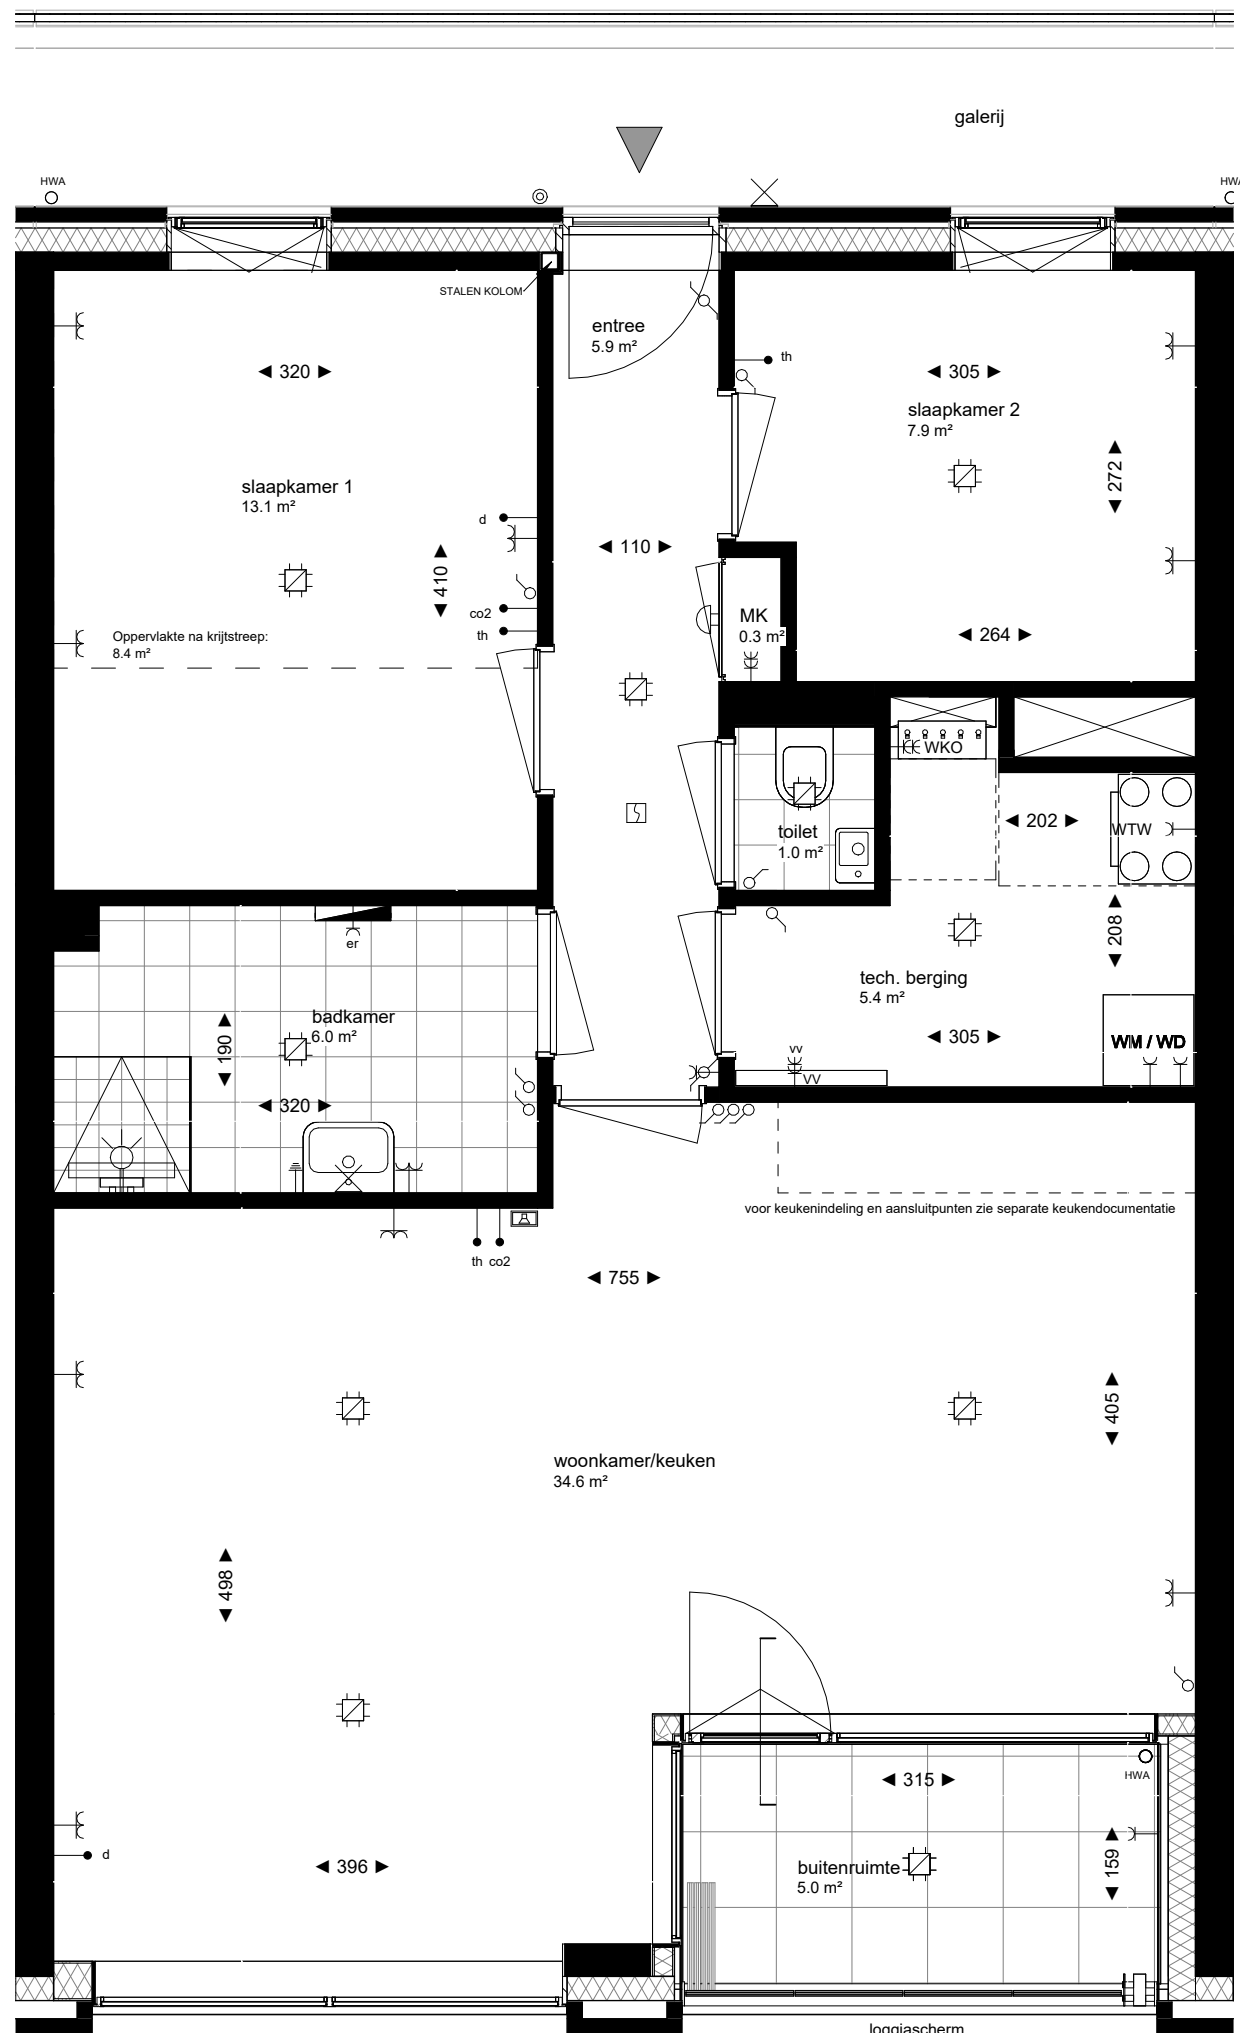 galerij
HWA
HWA
STALEN KOLOM
entree
5.9 m²
th
◄ 320 ►
◄ 305 ►
slaapkamer 2
7.9 m²
◄ 272 ►
slaapkamer 1
13.1 m²
d
◄ 110 ►
◄ 410 ►
co2
th
MK
0.3 m²
◄ 264 ►
Oppervlakte na krijtstreep:
8.4 m²
WKO
◄ 202 ►
WTW
toilet
1.0 m²
◄ 208 ►
er
tech. berging
5.4 m²
badkamer
6.0 m²
◄ 190 ►
◄ 305 ►
WM / WD
vv
VV
◄ 320 ►
voor keukenindeling en aansluitpunten zie separate keukendocumentatie
th co2
◄ 755 ►
◄ 405 ►
woonkamer/keuken
34.6 m²
◄ 498 ►
HWA
◄ 315 ►
d
◄ 396 ►
buitenruimte
5.0 m²
◄ 159 ►
loggiascherm